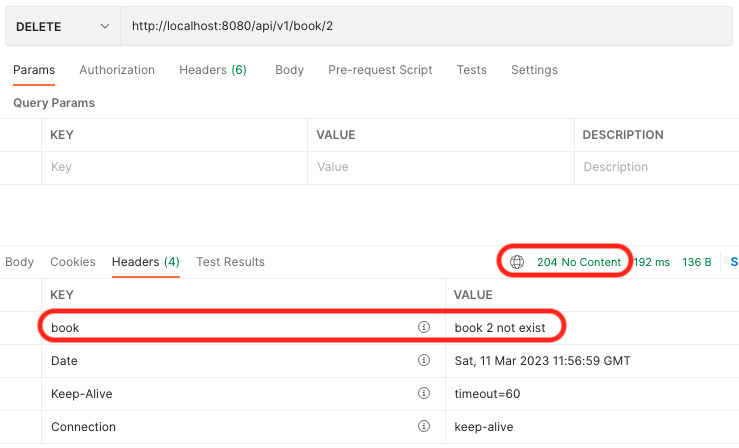 DELETE http://localhost:8080/api/v1/book/2
Params Authorization Headers (6) Body Pre-request Script Tests Settings
Query Params
KEY VALUE DESCRIPTION
Key Value Description
Body Cookies Headers (4) Test Results 204 No Content 192 ms 136 B S
KEY VALUE
book book 2 not exist
Date Sat, 11 Mar 2023 11:56:59 GMT
Keep-Alive timeout=60
Connection keep-alive